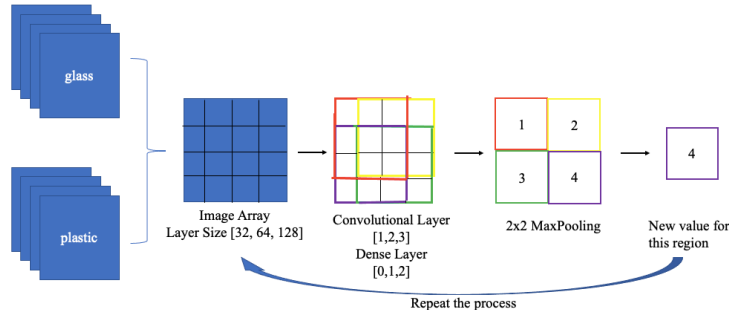 glass
plastic
Image Array
Layer Size [32, 64, 128]
Convolutional Layer
[1,2,3]
Dense Layer
[0,1,2]
1
2
3
4
2x2 MaxPooling
4
New value for
this region
Repeat the process